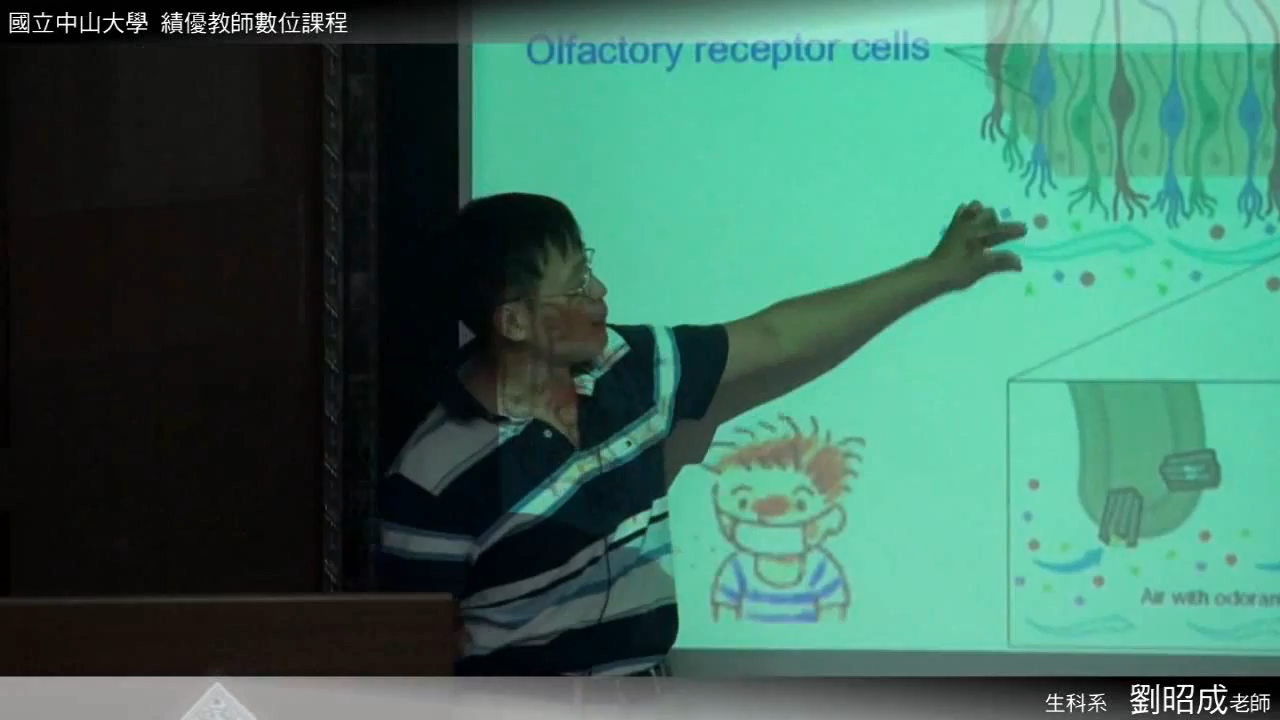 國立中山大學 績優教師數位課程
Olfactory receptor cells
Air with
生科系 劉昭成老師